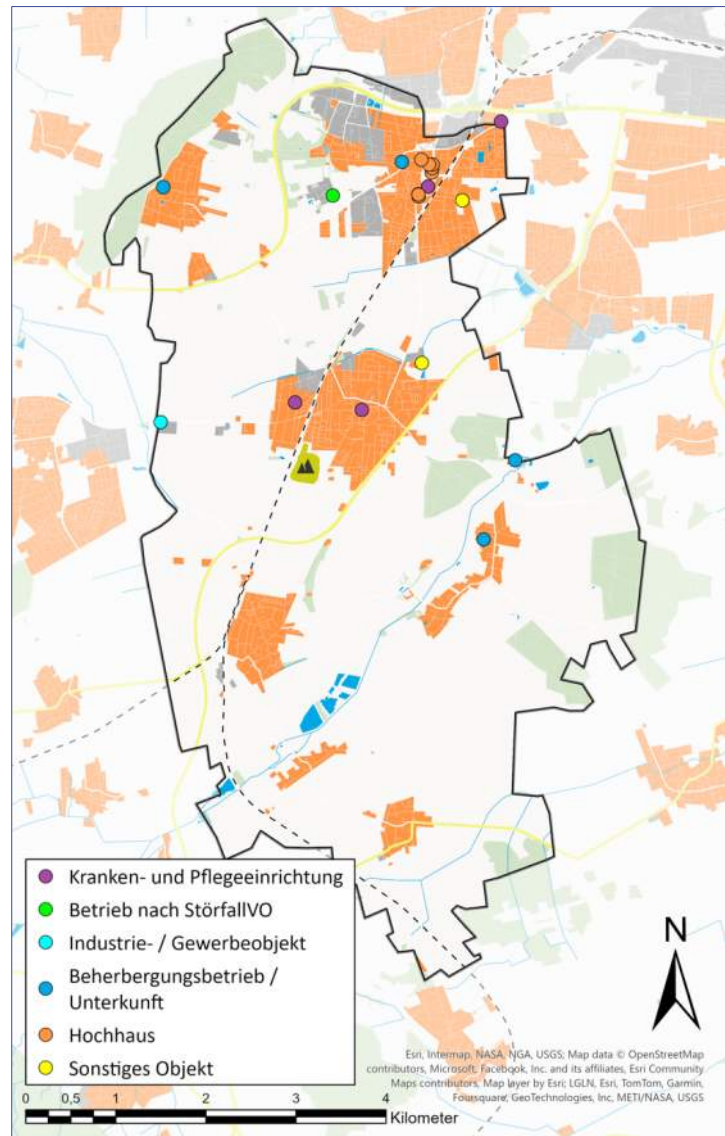 Kranken- und Pflegeeinrichtung
Betrieb nach StörfallVO
Industrie- / Gewerbeobjekt
Beherbergungsbetrieb /
Unterkunft
Hochhaus
Sonstiges Objekt
N
Esri, Intermap, NASA, NGA, USGS; Map data © OpenStreetMap
contributors, Microsoft, Facebook, Inc. and its affiliates, Esri Community
Maps contributors, Map layer by Esri; LGLN, Esri, TomTom, Garmin,
Foursquare, GeoTechnologies, Inc, METI/NASA, USGS
0 0,5 1 2 3 4
Kilometer